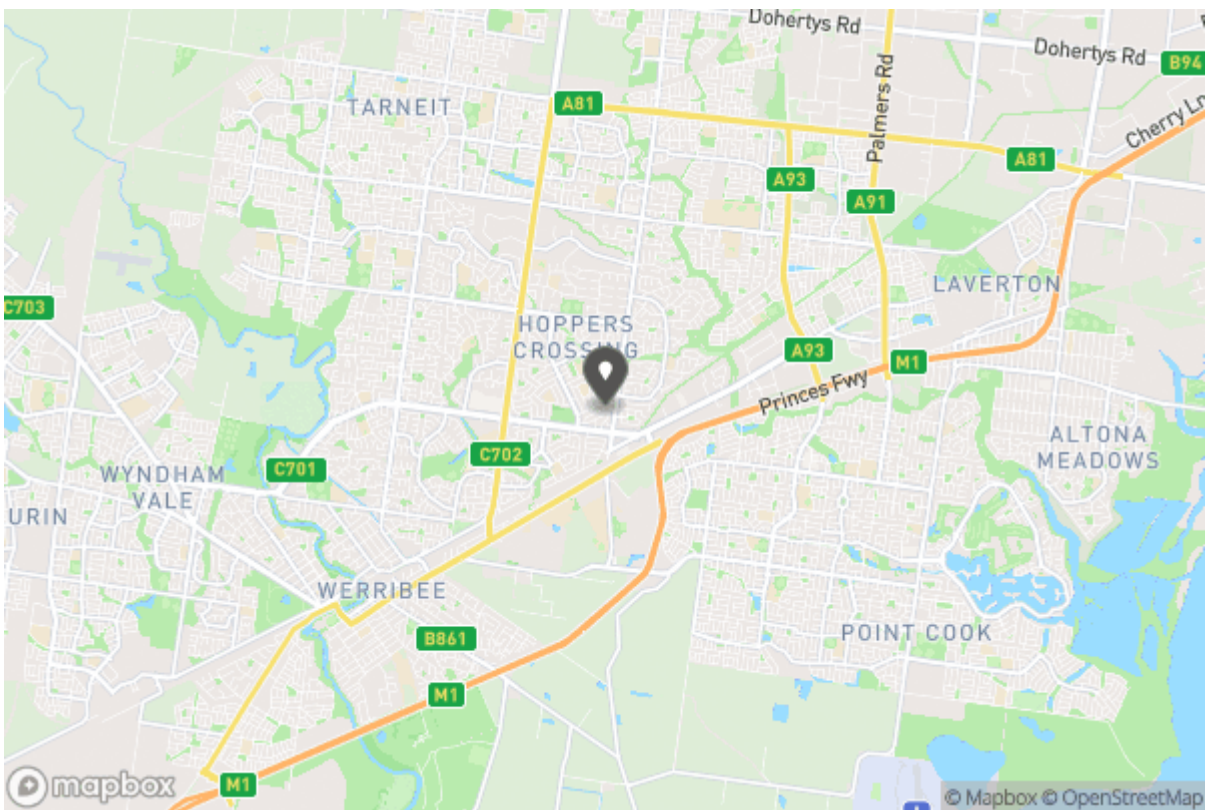 Dohertys Rd
Dohertys Rd
B94
Palmers Rd
TARNEIT
A81
Cherry Ln
A81
A93
A91
LAVERTON
C703
HOPPERS
CROSSING
A93
M1
Princes Fwy
ALTONA
MEADOWS
C702
C701
WYNDHAM
VALE
URIN
WERRIBEE
POINT COOK
B861
M1
M1
mapbox
© Mapbox © OpenStreetMap